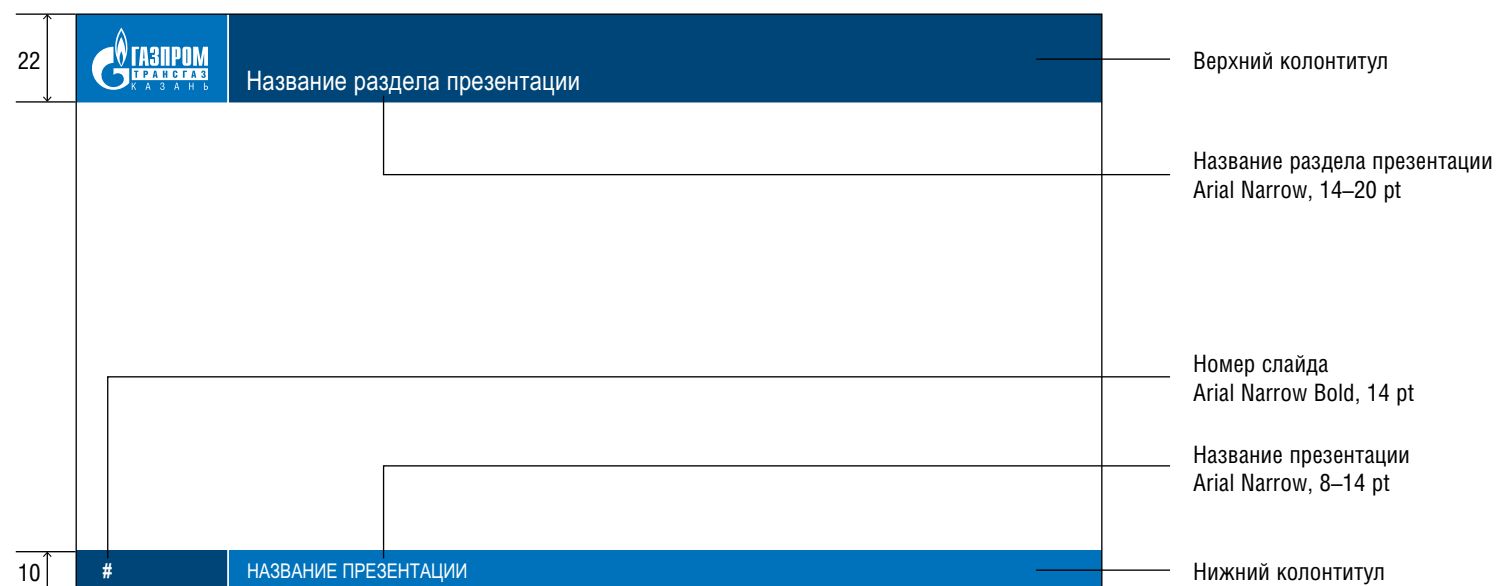 22
ГАЗПРОМ
ТРАНСГАЗ
КАЗАНЬ
Название раздела презентации
Верхний колонтитул
Название раздела презентации
Arial Narrow, 14–20 pt
Номер слайда
Arial Narrow Bold, 14 pt
Название презентации
Arial Narrow, 8–14 pt
10
#
НАЗВАНИЕ ПРЕЗЕНТАЦИИ
Нижний колонтитул